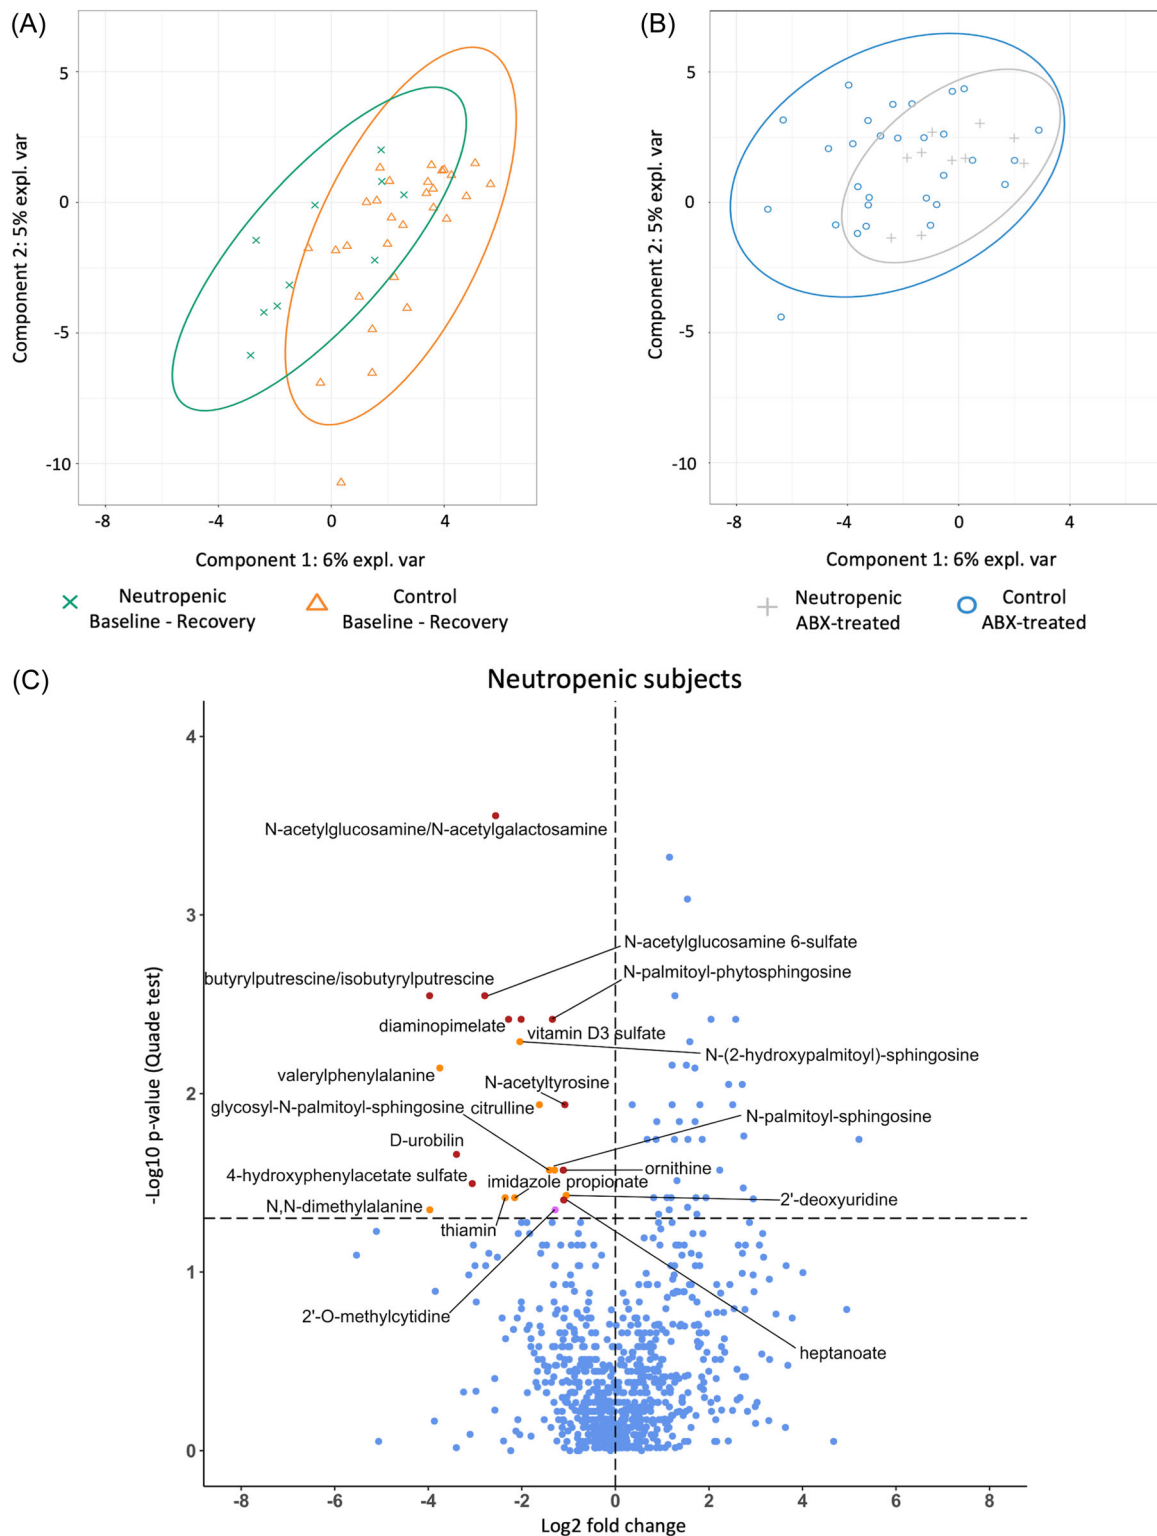 (A)
5
0
-5
-10
Component 2: 5% expl. var
-8
-4
0
4
Component 1: 6% expl. var
Neutropenic
Baseline - Recovery
Control
Baseline - Recovery
(B)
5
0
-5
-10
Component 2: 5% expl. var
-8
-4
0
4
Component 1: 6% expl. var
Neutropenic
ABX-treated
Control
ABX-treated
(C)
Neutropenic subjects
-Log10 p-value (Quade test)
4
3
2
1
0
N-acetylglucosamine/N-acetylgalactosamine
N-acetylglucosamine 6-sulfate
N-palmitoyl-phytosphingosine
butyrylputrescine/isobutyrylputrescine
diaminopimelate
vitamin D3 sulfate
N-(2-hydroxypalmitoyl)-sphingosine
valerylphenylalanine
N-acetyltyrosine
glycosyl-N-palmitoyl-sphingosine
citrulline
N-palmitoyl-sphingosine
D-urobilin
ornithine
4-hydroxyphenylacetate sulfate
imidazole propionate
2'-deoxyuridine
N,N-dimethylalanine
thiamin
2'-O-methylcytidine
heptanoate
-8
-6
-4
-2
0
2
4
6
8
Log2 fold change